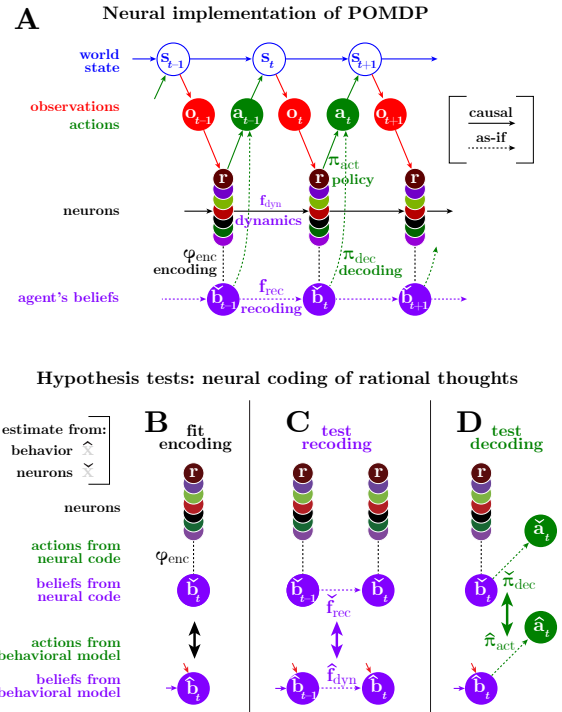 A
Neural implementation of POMDP
world
state
s_{t-1}
s_t
s_{t+1}
observations
actions
o_{t-1}
a_{t-1}
o_t
a_t
o_{t+1}
causal
as-if
r
r
r
π_act
policy
neurons
f_dyn
dynamics
φ_enc
encoding
π_dec
decoding
agent's beliefs
b̌_{t-1}
f_rec
recoding
b̌_t
b̌_{t+1}
Hypothesis tests: neural coding of rational thoughts
estimate from:
behavior x̂
neurons x̌
B
fit
encoding
C
test
recoding
D
test
decoding
neurons
r
r
r
r
actions from
neural code
φ_enc
ǎ_t
beliefs from
neural code
b̌_t
b̌_{t-1}
f̌_rec
b̌_t
b̌_t
π̌_dec
actions from
behavioral model
π̂_act
â_t
beliefs from
behavioral model
b̂_t
b̂_{t-1}
f̂_dyn
b̂_t
b̂_t